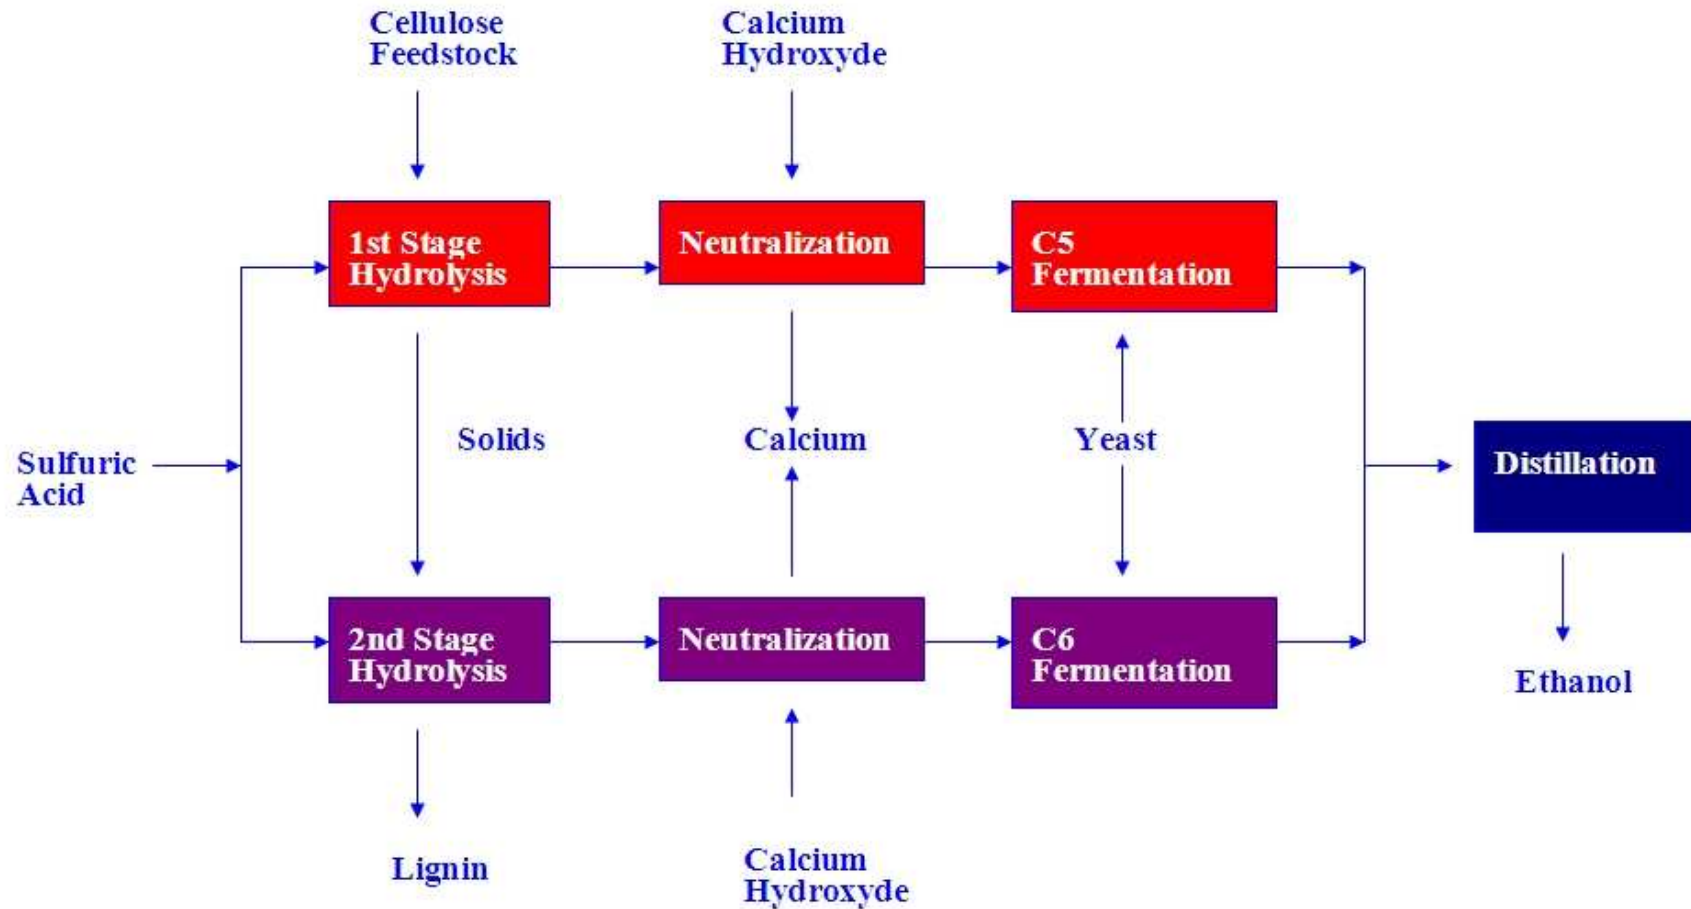 Cellulose
Feedstock
Calcium
Hydroxyde
1st Stage
Hydrolysis
Neutralization
C5
Fermentation
Sulfuric
Acid
Solids
Calcium
Yeast
Distillation
2nd Stage
Hydrolysis
Neutralization
C6
Fermentation
Ethanol
Lignin
Calcium
Hydroxyde